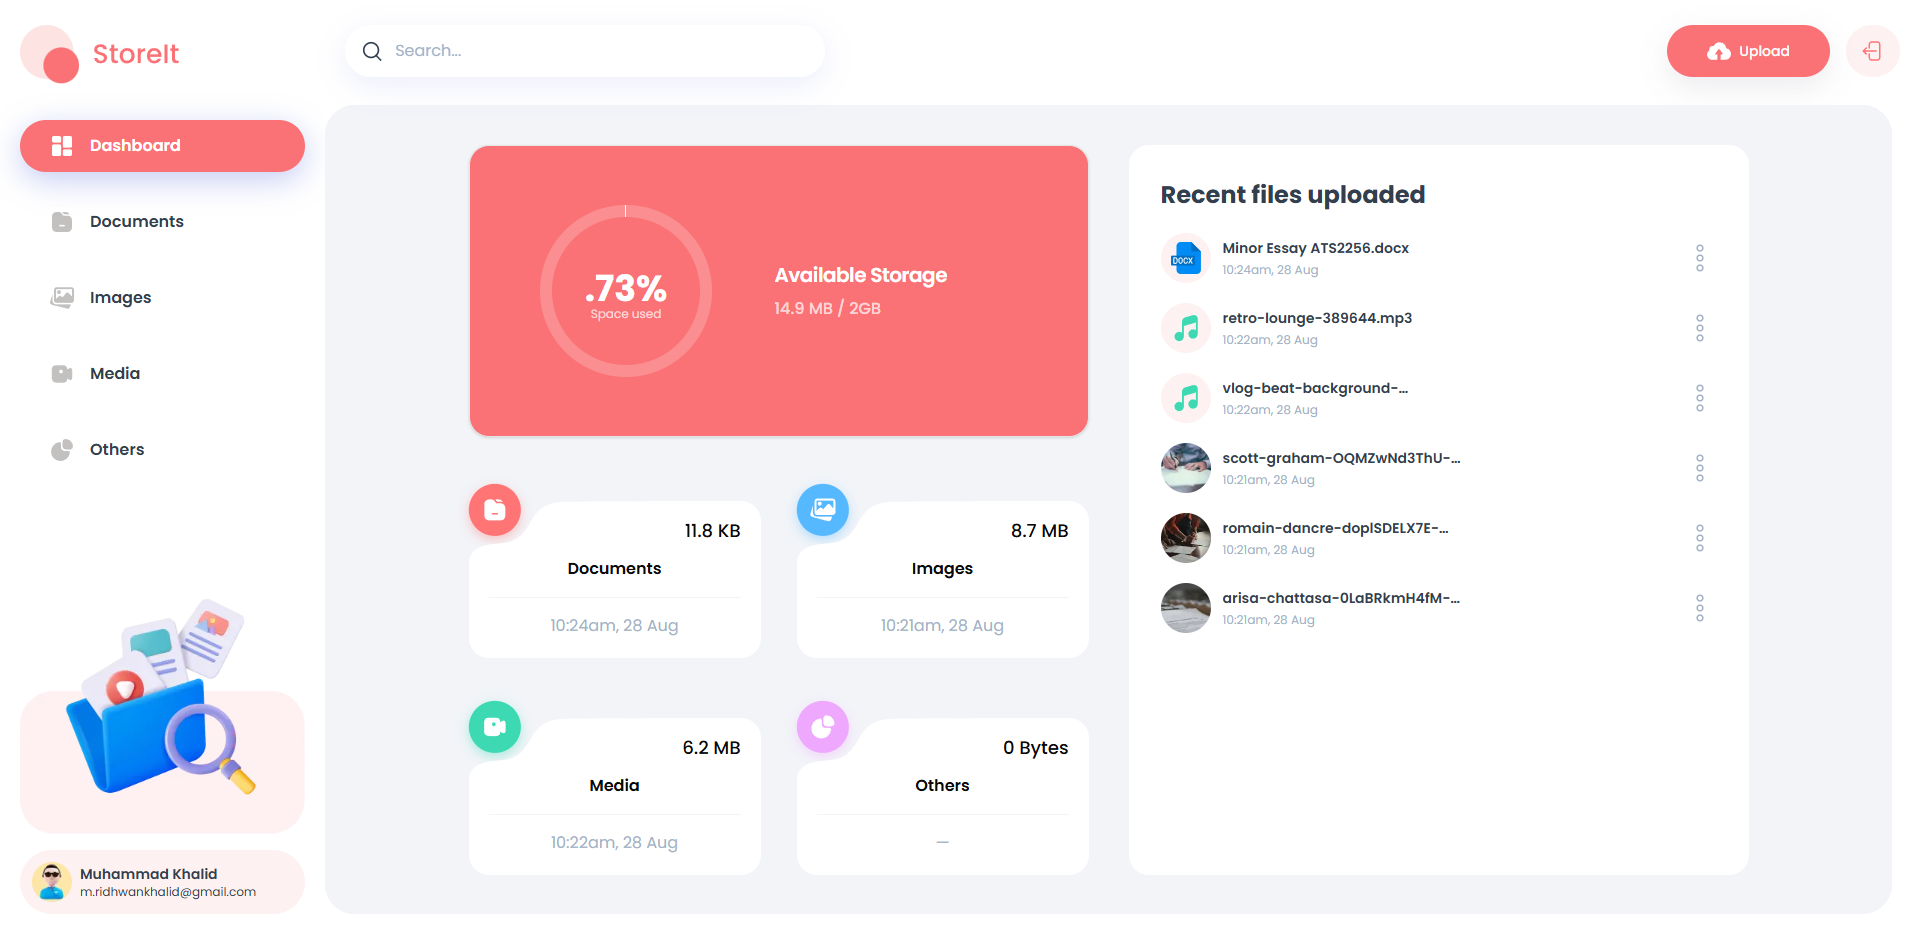 StoreIt
Search...
Upload
Dashboard
Documents
Images
Media
Others
Muhammad Khalid
m.ridhwankhalid@gmail.com
.73%
Space used
Available Storage
14.9 MB / 2GB
11.8 KB
Documents
10:24am, 28 Aug
8.7 MB
Images
10:21am, 28 Aug
6.2 MB
Media
10:22am, 28 Aug
0 Bytes
Others
—
Recent files uploaded
DOCX
Minor Essay ATS2256.docx
10:24am, 28 Aug
retro-lounge-389644.mp3
10:22am, 28 Aug
vlog-beat-background-...
10:22am, 28 Aug
scott-graham-OQMZwNd3ThU-...
10:21am, 28 Aug
romain-dancre-doplSDELX7E-...
10:21am, 28 Aug
arisa-chattasa-0LaBRkmH4fM-...
10:21am, 28 Aug